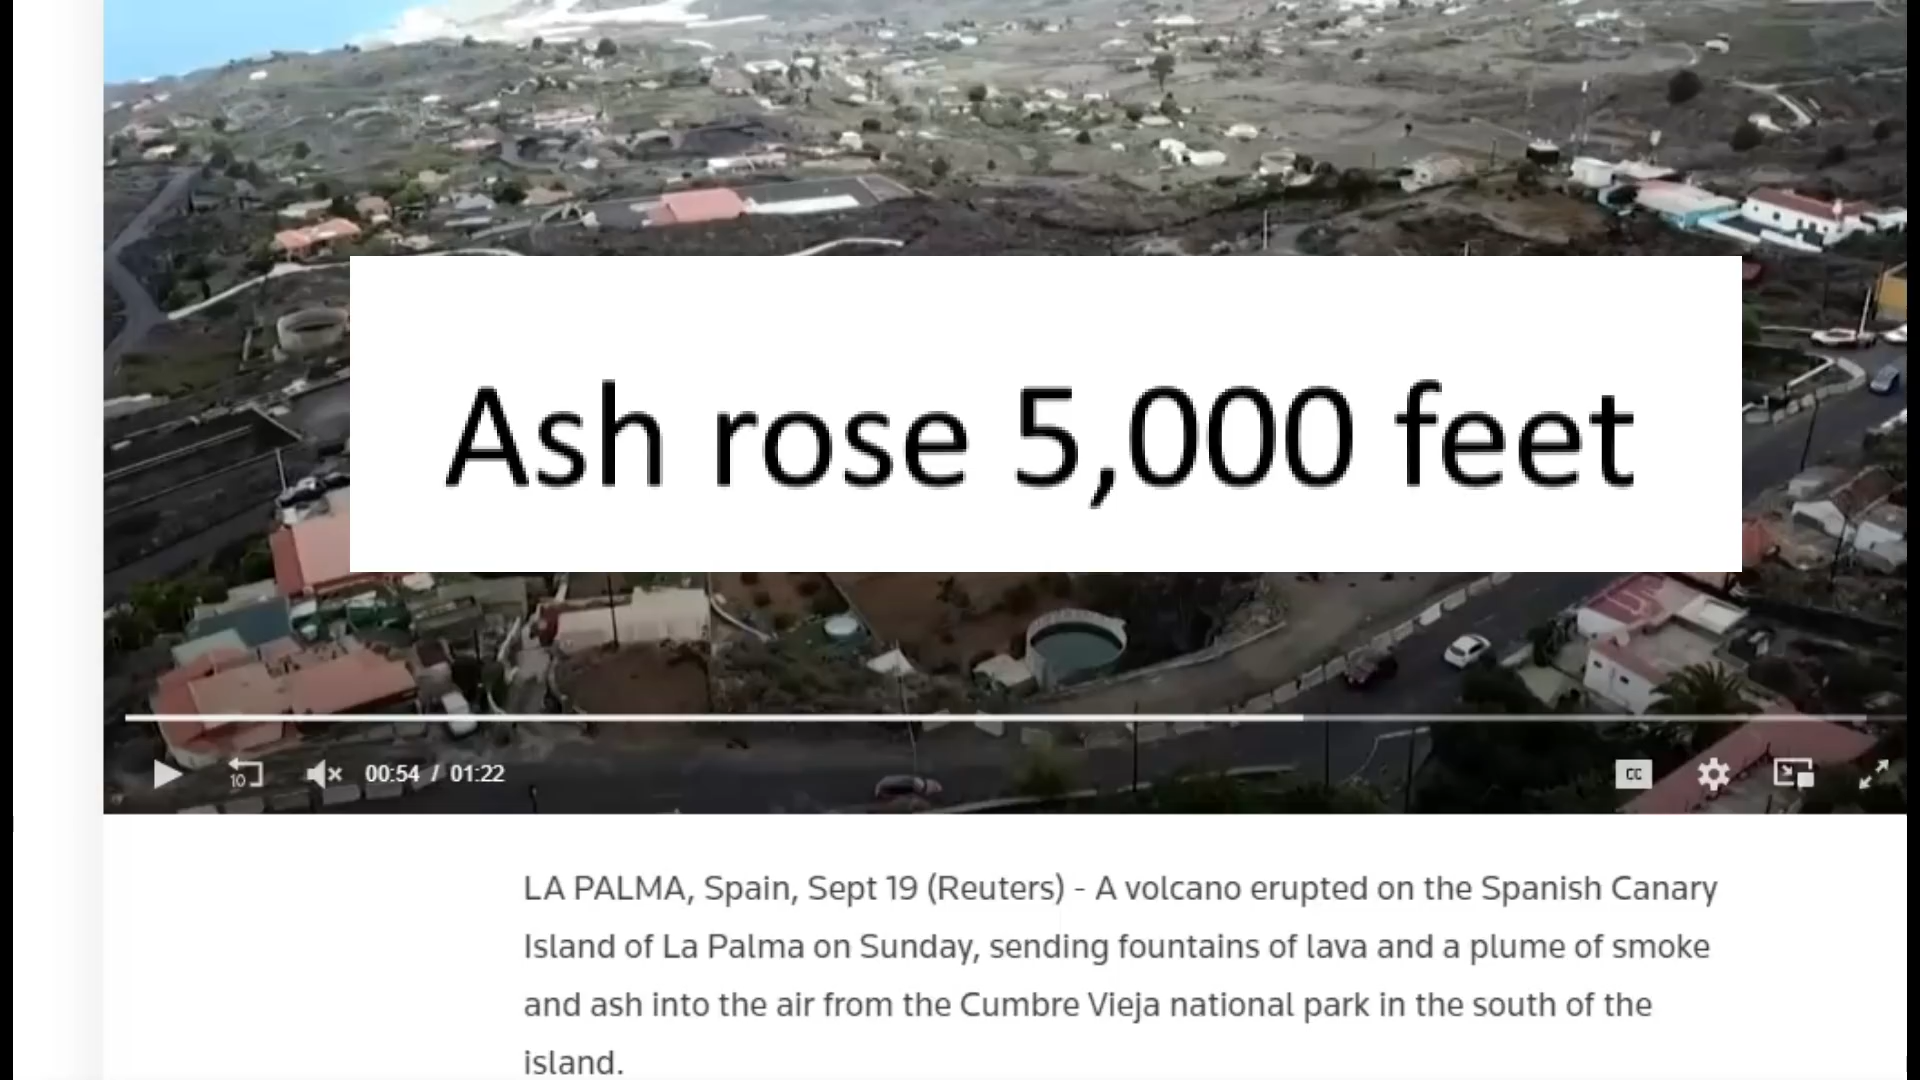 Ash rose 5,000 feet
10
00:54 / 01:22
CC
LA PALMA, Spain, Sept 19 (Reuters) - A volcano erupted on the Spanish Canary
Island of La Palma on Sunday, sending fountains of lava and a plume of smoke
and ash into the air from the Cumbre Vieja national park in the south of the
island.